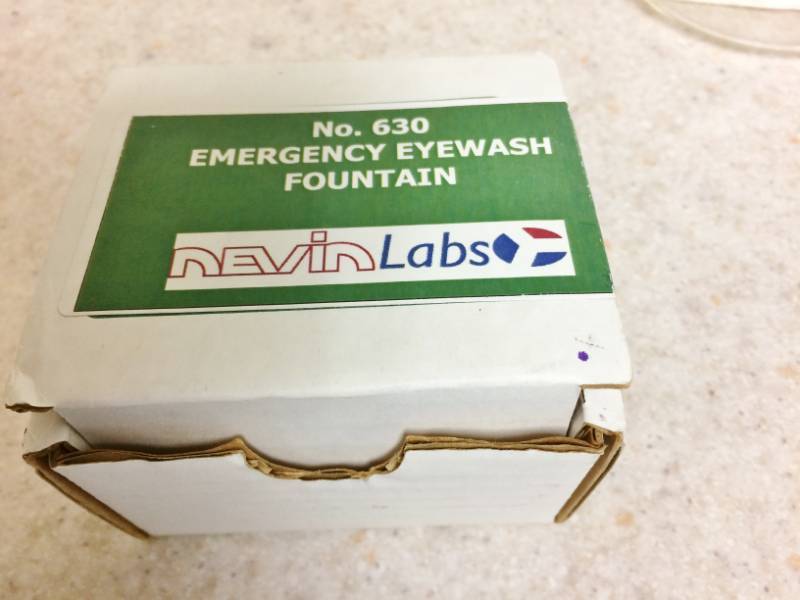 No. 630
EMERGENCY EYEWASH
FOUNTAIN
nevin Labs